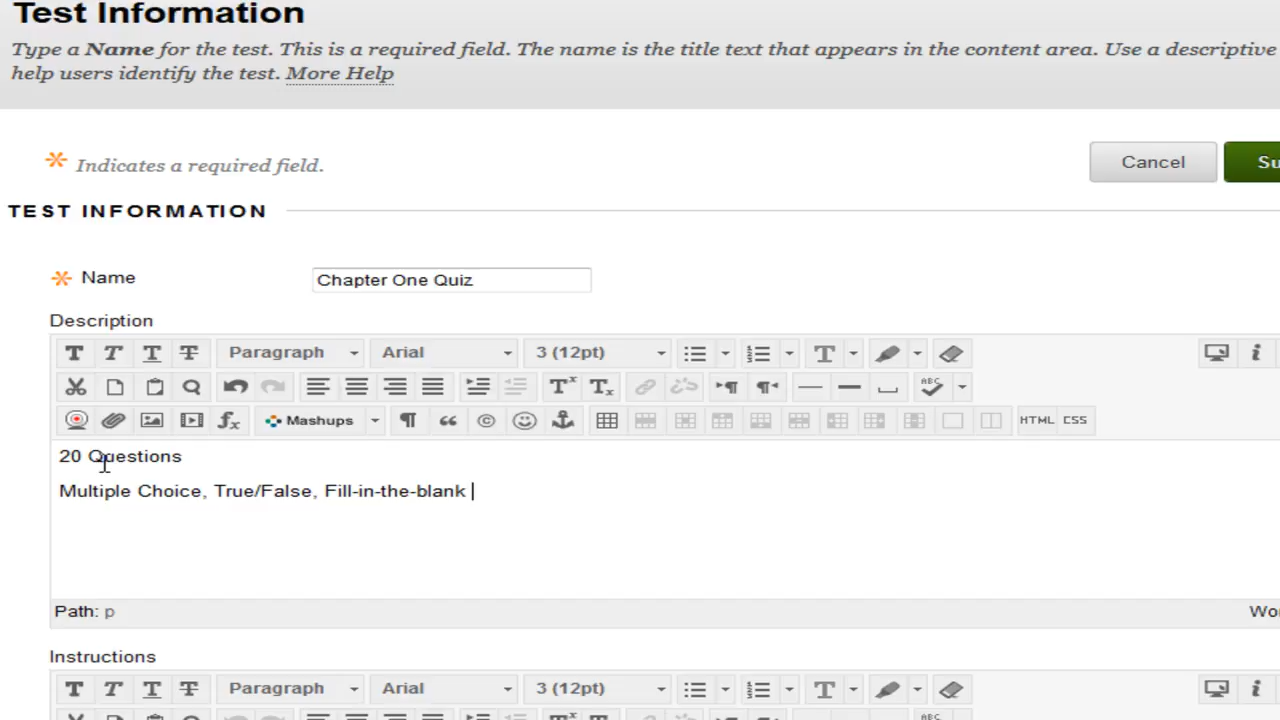 Test Information
Type a Name for the test. This is a required field. The name is the title text that appears in the content area. Use a descriptive
help users identify the test. More Help
Indicates a required field.
Cancel
Su
TEST INFORMATION
Name
Chapter One Quiz
Description
Paragraph Arial 3 (12pt)
Mashups HTML CSS
20 Questions
Multiple Choice, True/False, Fill-in-the-blank
Path: p
Wo
Instructions
Paragraph Arial 3 (12pt)